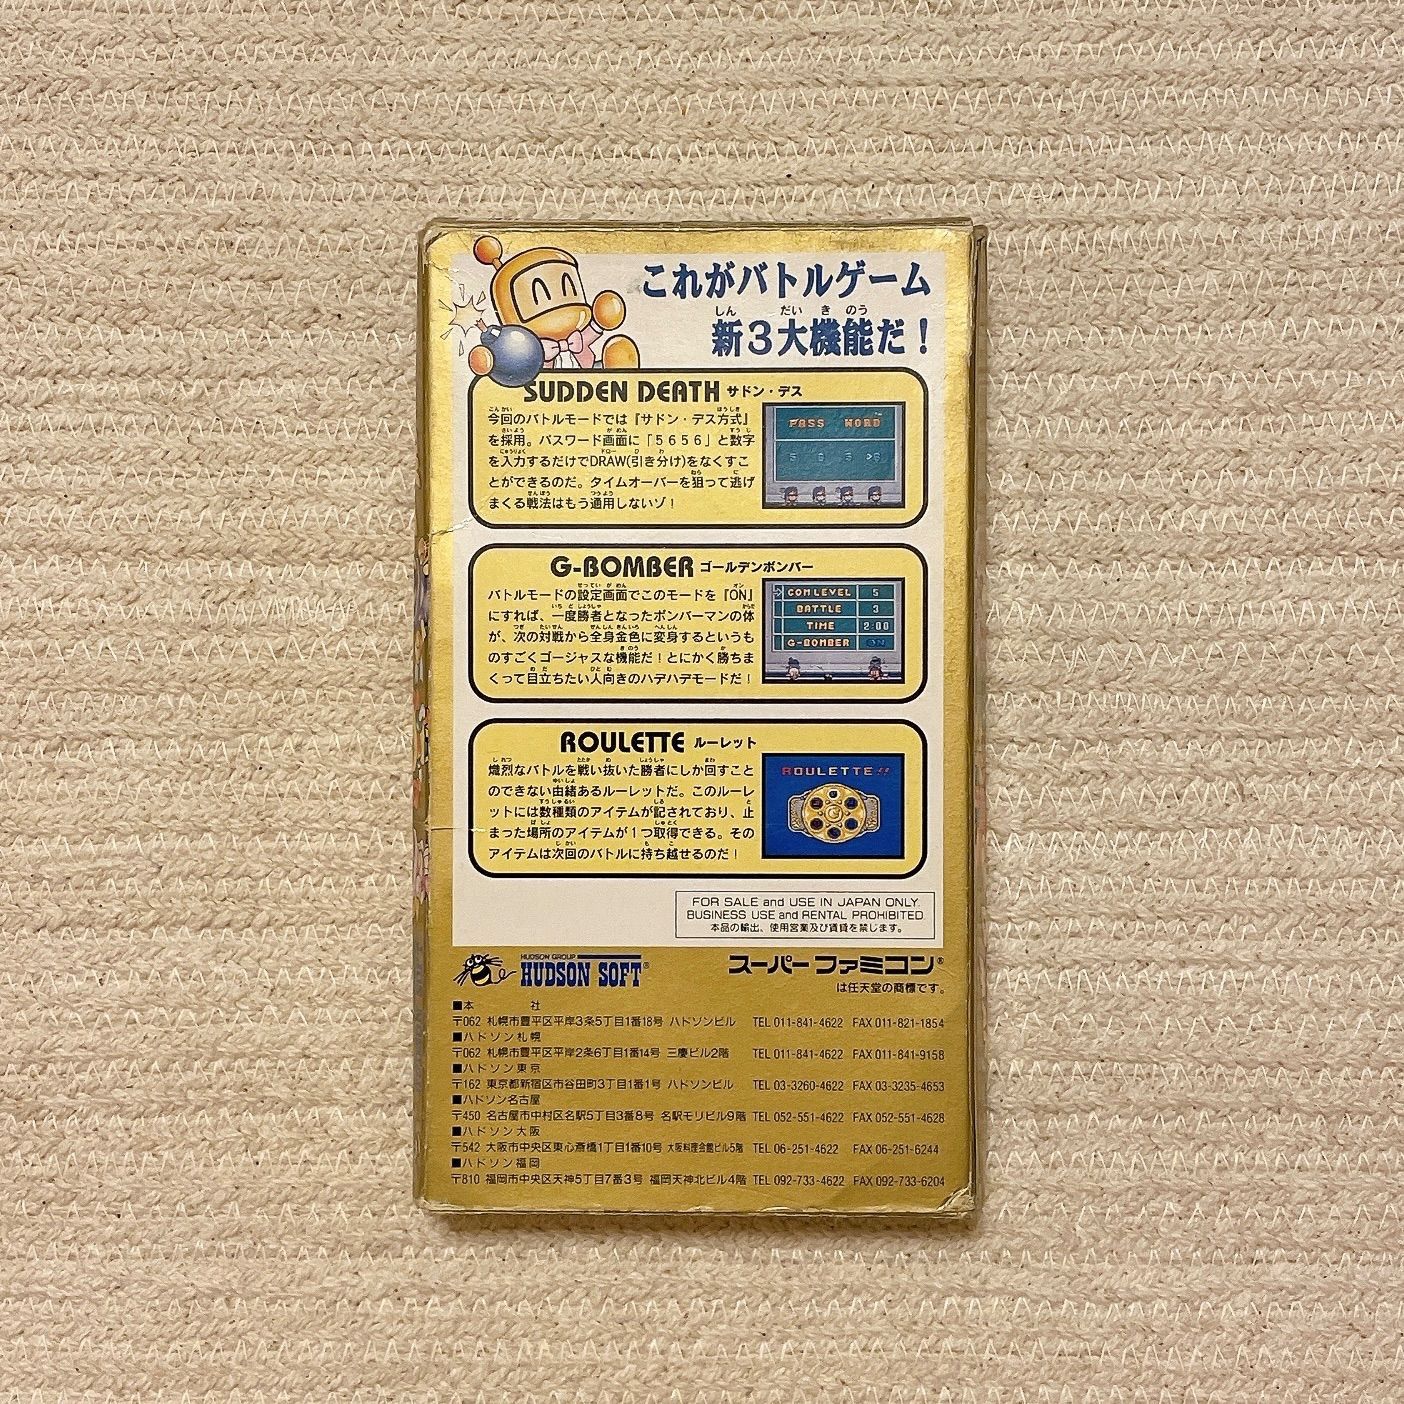 これがバトルゲーム
新3大機能だ！
SUDDEN DEATH サドン・デス
今回のバトルモードでは『サドン・デス方式』
を採用。パスワード画面に「5656」と数字
を入力するだけでDRAW(引き分け)をなくすこ
とができるのだ。タイムオーバーを狙って逃げ
まくる戦法はもう通用しないゾ！
PASS WORD
G-BOMBER ゴールデンボンバー
バトルモードの設定画面でこのモードを『ON』
にすれば、一度勝者となったボンバーマンの体
が、次の対戦から全身金色に変身するというも
のすごくゴージャスな機能だ！とにかく勝ちま
くって目立ちたい人向きのハデハデモードだ！
COM LEVEL 5
BATTLE 3
TIME 2:00
G-BOMBER ON
ROULETTE ルーレット
熾烈なバトルを戦い抜いた勝者にしか回すこと
のできない由緒あるルーレットだ。このルーレ
ットには数種類のアイテムが記されており、止
まった場所のアイテムが1つ取得できる。その
アイテムは次回のバトルに持ち越せるのだ！
ROULETTE!!
FOR SALE and USE IN JAPAN ONLY.
BUSINESS USE and RENTAL PROHIBITED.
本品の輸出、使用営業及び賃貸を禁じます。
HUDSON GROUP
HUDSON SOFT®
スーパーファミコン®
は任天堂の商標です。
■本 社
〒062 札幌市豊平区平岸3条5丁目1番18号 ハドソンビル TEL 011-841-4622 FAX 011-821-1854
■ハドソン札幌
〒062 札幌市豊平区平岸2条6丁目1番14号 三慶ビル2階 TEL 011-841-4622 FAX 011-841-9158
■ハドソン東京
〒162 東京都新宿区市谷田町3丁目1番1号 ハドソンビル TEL 03-3260-4622 FAX 03-3235-4653
■ハドソン名古屋
〒450 名古屋市中村区名駅5丁目3番8号 名駅モリビル9階 TEL 052-551-4622 FAX 052-551-4628
■ハドソン大阪
〒542 大阪市中央区東心斎橋1丁目1番10号 大阪料理会館ビル5階 TEL 06-251-4622 FAX 06-251-6244
■ハドソン福岡
〒810 福岡市中央区天神5丁目7番3号 福岡天神北ビル4階 TEL 092-733-4622 FAX 092-733-6204